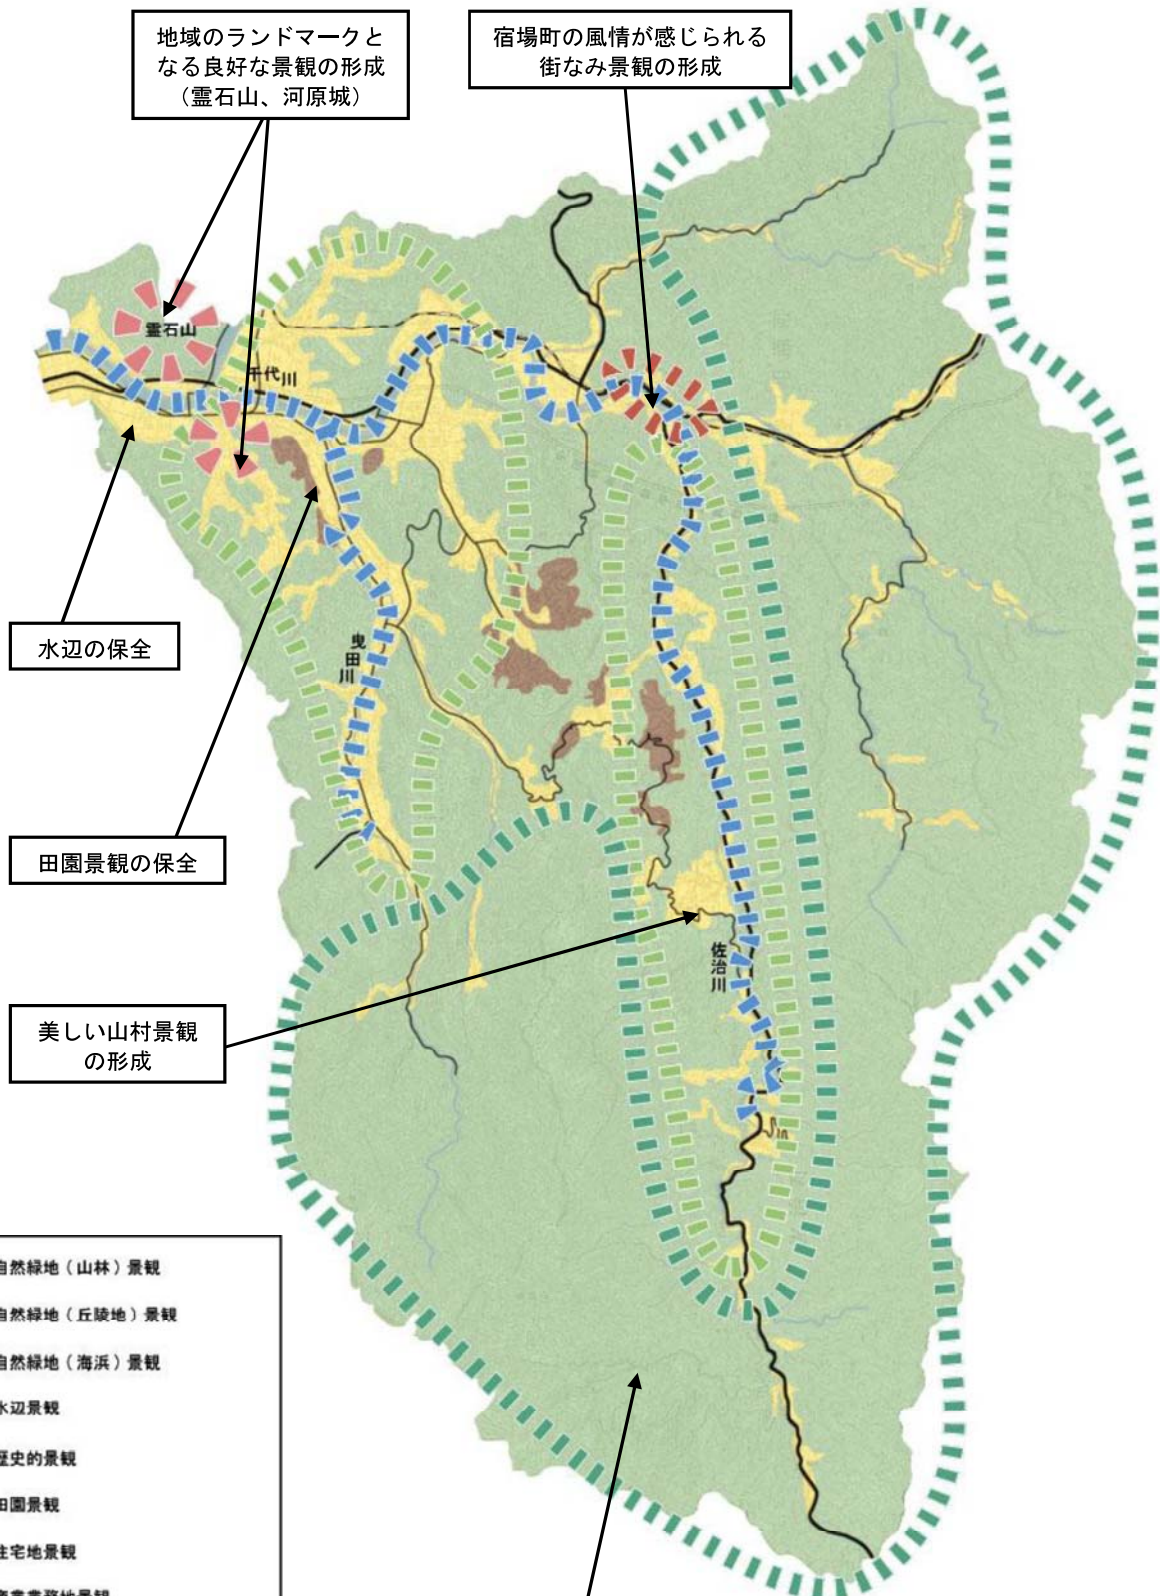 地域のランドマークと
なる良好な景観の形成
（霊石山、河原城）
宿場町の風情が感じられる
街なみ景観の形成
霊石山
千代川
水辺の保全
曳田川
田園景観の保全
佐治川
美しい山村景観
の形成
自然緑地（山林）景観
自然緑地（丘陵地）景観
自然緑地（海浜）景観
水辺景観
歴史的景観
田園景観
住宅地景観